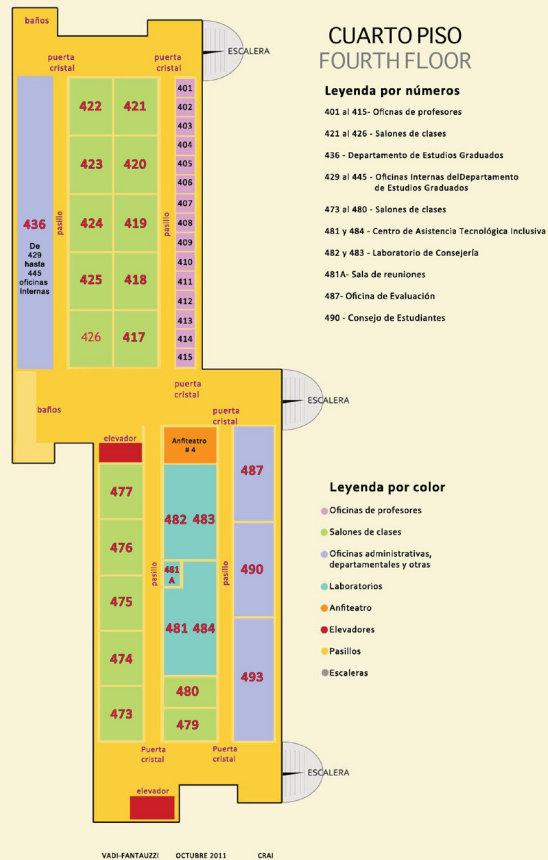 CUARTO PISO
FOURTH FLOOR
Leyenda por números
401 al 415- Oficnas de profesores
421 al 426 - Salones de clases
436 - Departamento de Estudios Graduados
429 al 445 - Oficinas Internas delDepartamento
de Estudios Graduados
473 al 480 - Salones de clases
481 y 484 - Centro de Asistencia Tecnológica Inclusiva
482 y 483 - Laboratorio de Consejería
481A- Sala de reuniones
487- Oficina de Evaluación
490 - Consejo de Estudiantes
Leyenda por color
Oficinas de profesores
Salones de clases
Oficinas administrativas,
departamentales y otras
Laboratorios
Anfiteatro
Elevadores
Pasillos
Escaleras
baños
puerta
cristal
puerta
cristal
ESCALERA
422
421
423
420
424
419
425
418
426
417
401
402
403
404
405
406
407
408
409
410
411
412
413
414
415
436
De
429
hasta
445
oficinas
internas
pasillo
pasillo
baños
puerta
cristal
puerta
cristal
ESCALERA
elevador
Anfiteatro
# 4
477
476
475
474
473
482 483
481
A
481 484
480
479
487
490
493
pasillo
pasillo
Puerta
cristal
Puerta
cristal
ESCALERA
elevador
VADI-FANTAUZZI OCTUBRE 2011 CRAI